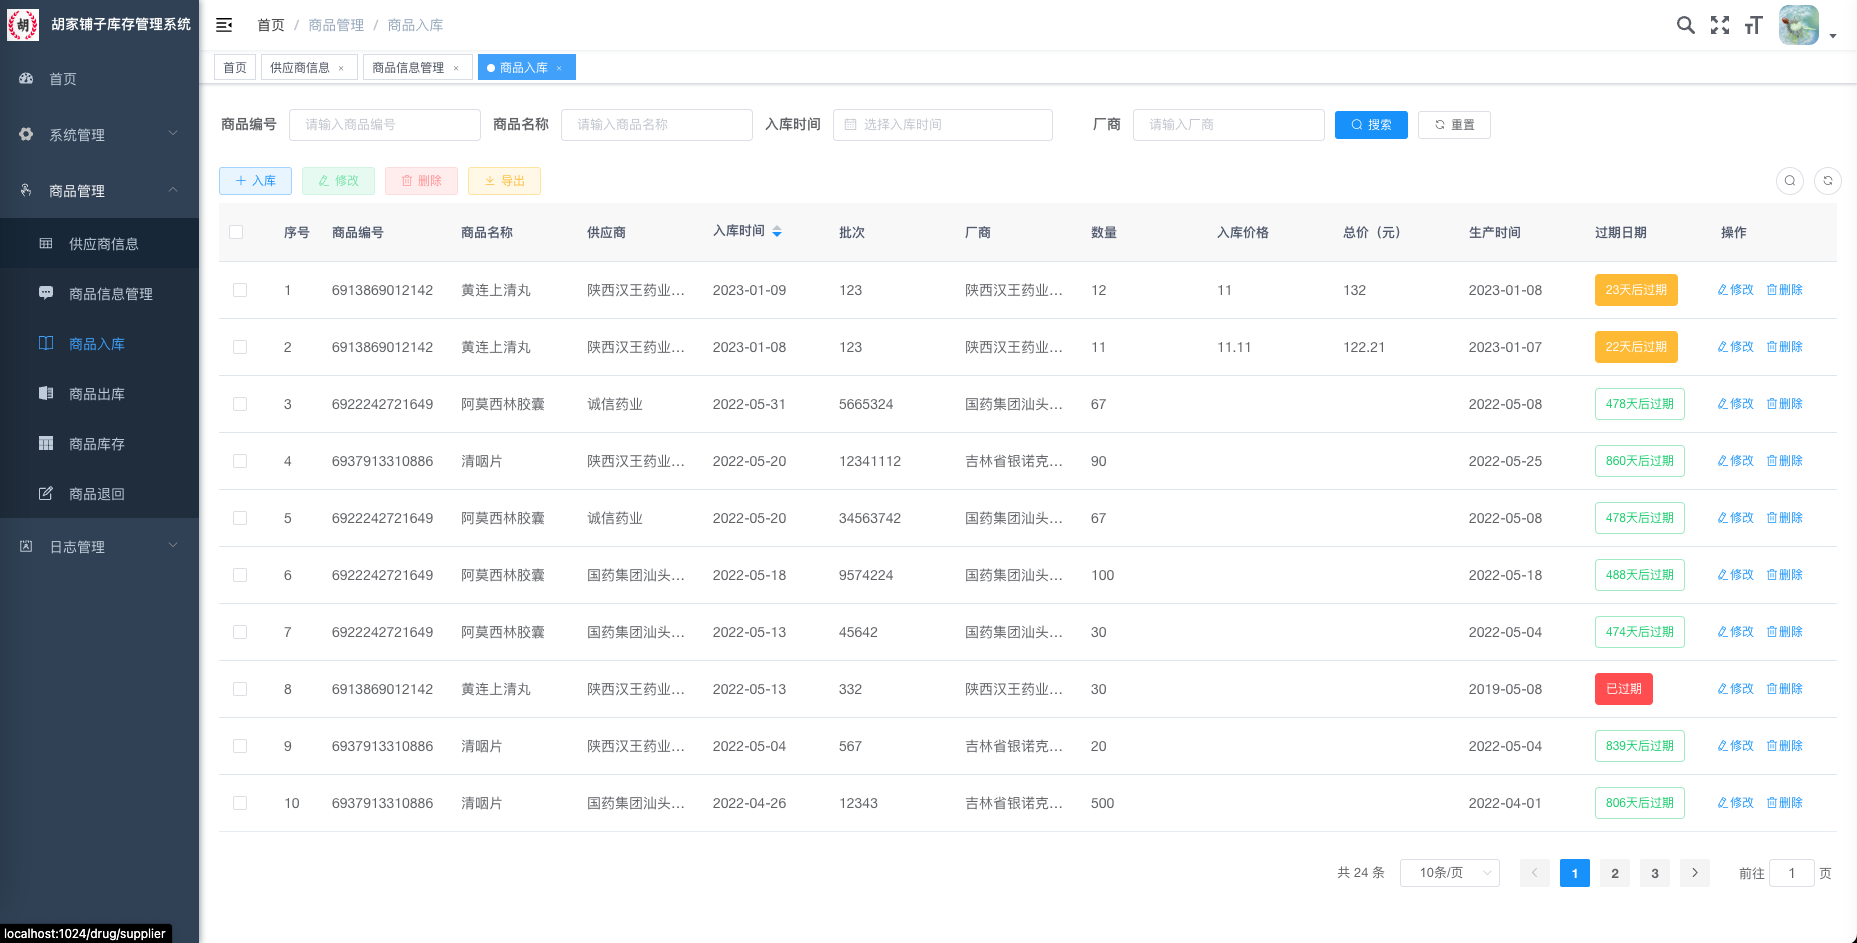 胡
胡家铺子库存管理系统
首页
系统管理
商品管理
供应商信息
商品信息管理
商品入库
商品出库
商品库存
商品退回
日志管理
localhost:1024/drug/supplier
首页 / 商品管理 / 商品入库
首页 供应商信息 × 商品信息管理 × 商品入库 ×
商品编号 请输入商品编号 商品名称 请输入商品名称 入库时间 选择入库时间 厂商 请输入厂商 搜索 重置
入库 修改 删除 导出
序号 商品编号 商品名称 供应商 入库时间 批次 厂商 数量 入库价格 总价（元） 生产时间 过期日期 操作
1 6913869012142 黄连上清丸 陕西汉王药业... 2023-01-09 123 陕西汉王药业... 12 11 132 2023-01-08 23天后过期 修改 删除
2 6913869012142 黄连上清丸 陕西汉王药业... 2023-01-08 123 陕西汉王药业... 11 11.11 122.21 2023-01-07 22天后过期 修改 删除
3 6922242721649 阿莫西林胶囊 诚信药业 2022-05-31 5665324 国药集团汕头... 67 2022-05-08 478天后过期 修改 删除
4 6937913310886 清咽片 陕西汉王药业... 2022-05-20 12341112 吉林省银诺克... 90 2022-05-25 860天后过期 修改 删除
5 6922242721649 阿莫西林胶囊 诚信药业 2022-05-20 34563742 国药集团汕头... 67 2022-05-08 478天后过期 修改 删除
6 6922242721649 阿莫西林胶囊 国药集团汕头... 2022-05-18 9574224 国药集团汕头... 100 2022-05-18 488天后过期 修改 删除
7 6922242721649 阿莫西林胶囊 国药集团汕头... 2022-05-13 45642 国药集团汕头... 30 2022-05-04 474天后过期 修改 删除
8 6913869012142 黄连上清丸 陕西汉王药业... 2022-05-13 332 陕西汉王药业... 30 2019-05-08 已过期 修改 删除
9 6937913310886 清咽片 陕西汉王药业... 2022-05-04 567 吉林省银诺克... 20 2022-05-04 839天后过期 修改 删除
10 6937913310886 清咽片 国药集团汕头... 2022-04-26 12343 吉林省银诺克... 500 2022-04-01 806天后过期 修改 删除
共 24 条 10条/页 1 2 3 前往 1 页